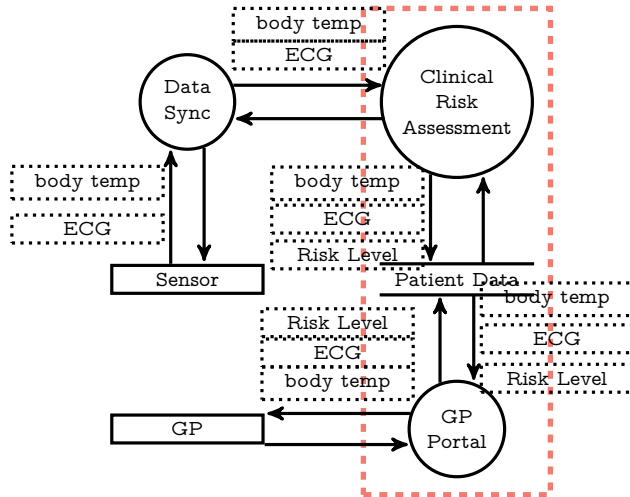 body temp
ECG
Data
Sync
Clinical
Risk
Assessment
body temp
ECG
body temp
ECG
Risk Level
Sensor
Patient Data
body temp
ECG
Risk Level
Risk Level
ECG
body temp
GP
GP
Portal